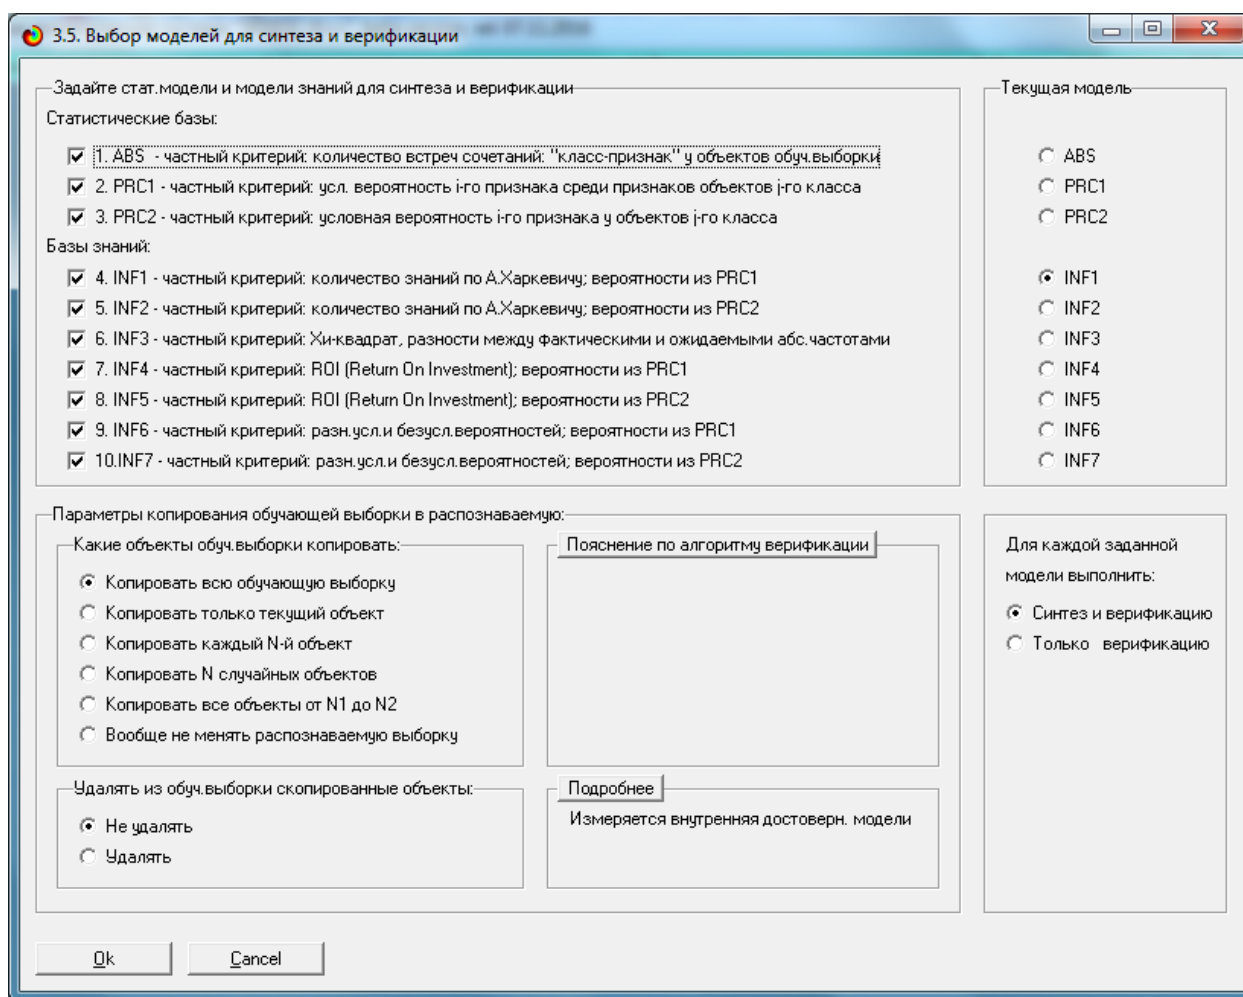 3.5. Выбор моделей для синтеза и верификации
Задайте стат.модели и модели знаний для синтеза и верификации
Статистические базы:
1. ABS - частный критерий: количество встреч сочетаний: "класс-признак" у объектов обуч.выборки
2. PRC1 - частный критерий: усл. вероятность i-го признака среди признаков объектов j-го класса
3. PRC2 - частный критерий: условная вероятность i-го признака у объектов j-го класса
Базы знаний:
4. INF1 - частный критерий: количество знаний по А.Харкевичу; вероятности из PRC1
5. INF2 - частный критерий: количество знаний по А.Харкевичу; вероятности из PRC2
6. INF3 - частный критерий: Хи-квадрат, разности между фактическими и ожидаемыми абс.частотами
7. INF4 - частный критерий: ROI (Return On Investment); вероятности из PRC1
8. INF5 - частный критерий: ROI (Return On Investment); вероятности из PRC2
9. INF6 - частный критерий: разн.усл.и безусл.вероятностей; вероятности из PRC1
10.INF7 - частный критерий: разн.усл.и безусл.вероятностей; вероятности из PRC2
Текущая модель
ABS
PRC1
PRC2
INF1
INF2
INF3
INF4
INF5
INF6
INF7
Параметры копирования обучающей выборки в распознаваемую:
Какие объекты обуч.выборки копировать:
Копировать всю обучающую выборку
Копировать только текущий объект
Копировать каждый N-й объект
Копировать N случайных объектов
Копировать все объекты от N1 до N2
Вообще не менять распознаваемую выборку
Пояснение по алгоритму верификации
Удалять из обуч.выборки скопированные объекты:
Не удалять
Удалять
Подробнее
Измеряется внутренняя достоверн. модели
Для каждой заданной
модели выполнить:
Синтез и верификацию
Только верификацию
Ok
Cancel